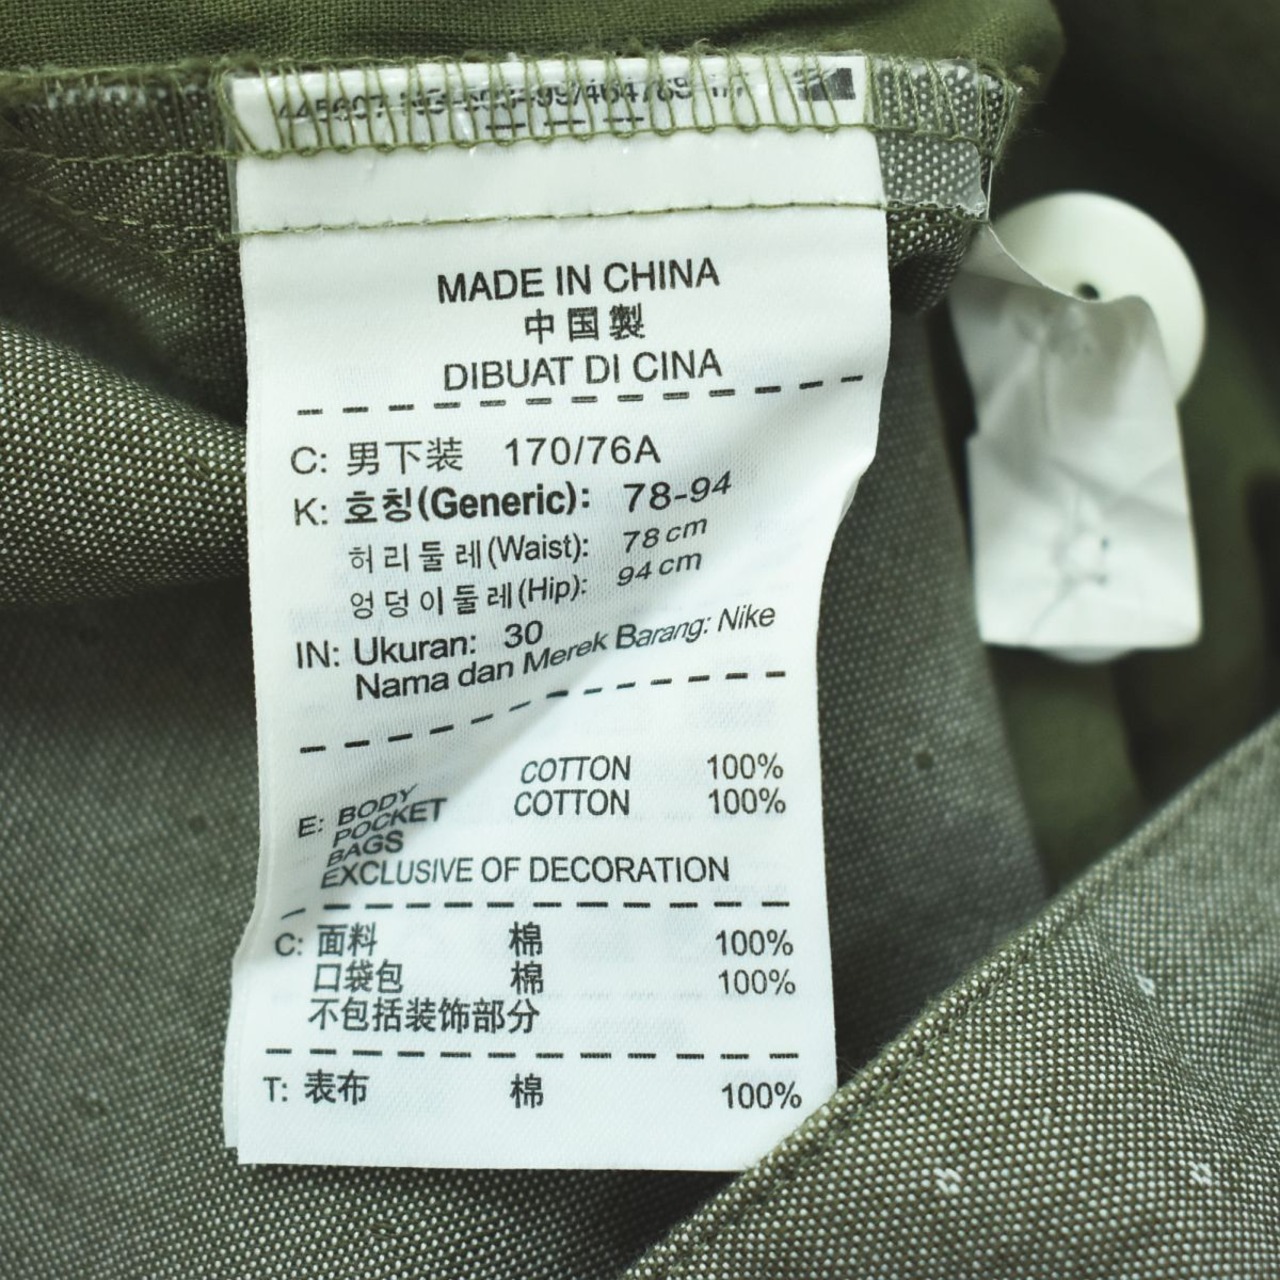 MADE IN CHINA
中国製
DIBUAT DI CINA
C: 男下装 170/76A
K: 호칭(Generic): 78-94
허리둘레(Waist): 78 cm
엉덩이둘레(Hip): 94 cm
IN: Ukuran: 30
Nama dan Merek Barang: Nike
E: BODY COTTON 100%
POCKET COTTON 100%
BAGS
EXCLUSIVE OF DECORATION
C: 面料 棉 100%
口袋包 棉 100%
不包括装饰部分
T: 表布 棉 100%